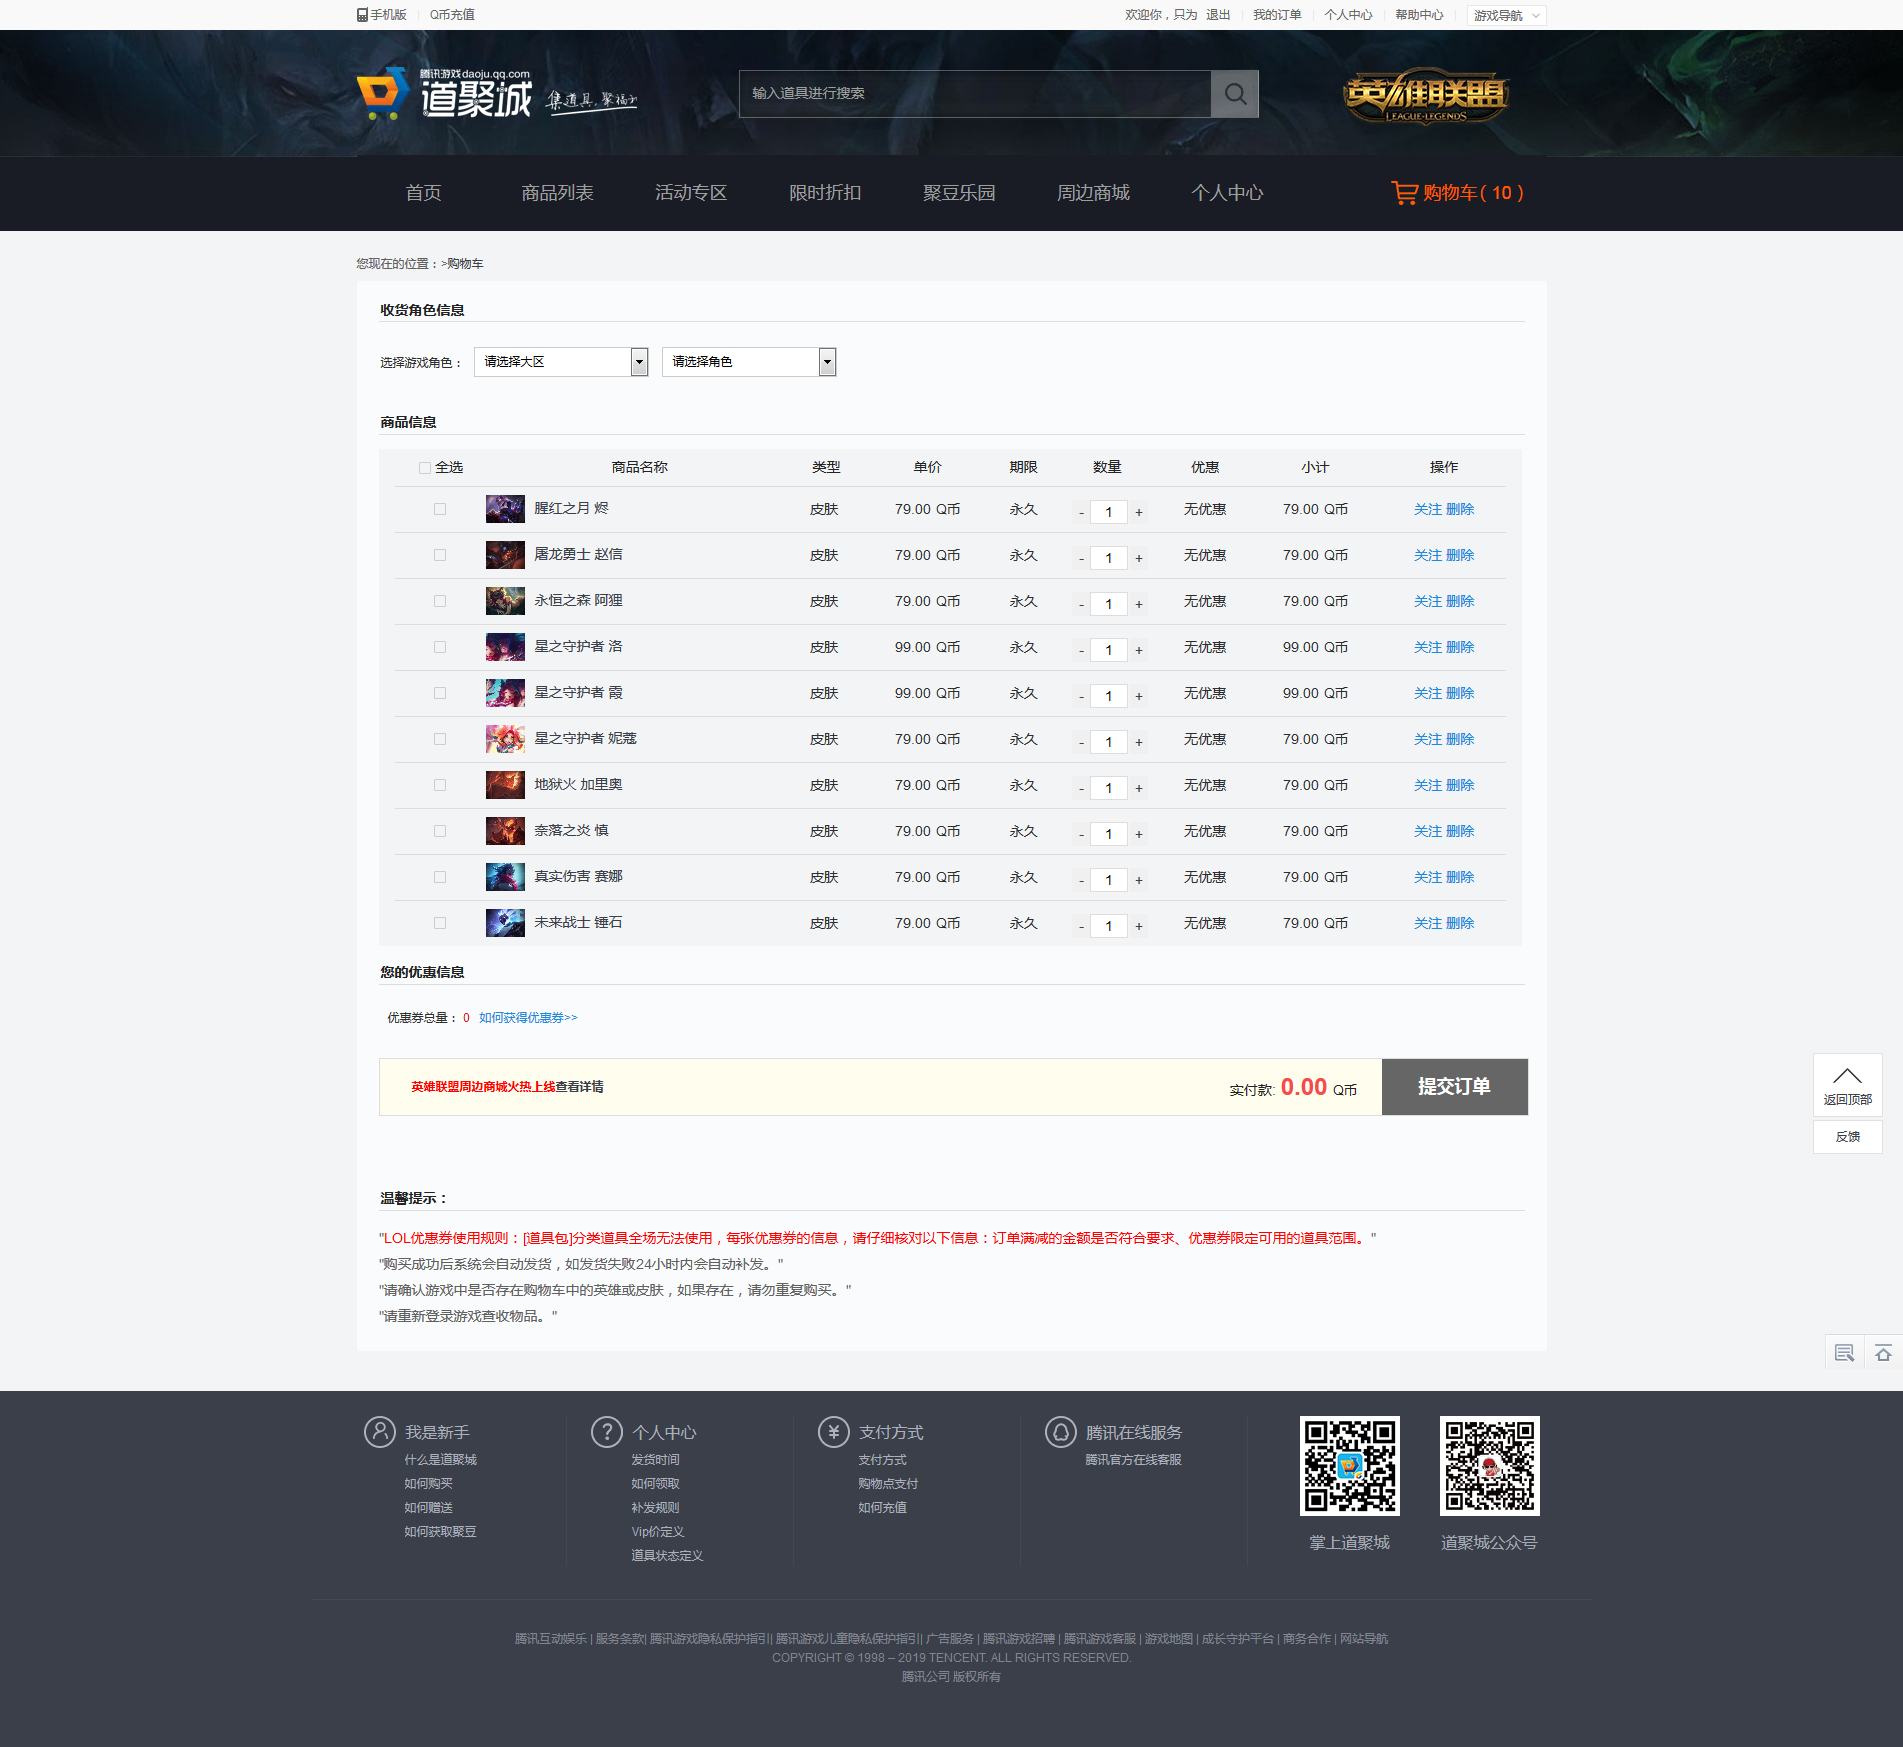 手机版 Q币充值 欢迎你，只为 退出 我的订单 个人中心 帮助中心 游戏导航
腾讯游戏daoju.qq.com
道聚城 集道具，聚福利
输入道具进行搜索
英雄联盟
LEAGUE·LEGENDS
首页 商品列表 活动专区 限时折扣 聚豆乐园 周边商城 个人中心 购物车( 10 )
您现在的位置：>购物车
收货角色信息
选择游戏角色： 请选择大区 请选择角色
商品信息
全选 商品名称 类型 单价 期限 数量 优惠 小计 操作
腥红之月 烬 皮肤 79.00 Q币 永久 - 1 + 无优惠 79.00 Q币 关注 删除
屠龙勇士 赵信 皮肤 79.00 Q币 永久 - 1 + 无优惠 79.00 Q币 关注 删除
永恒之森 阿狸 皮肤 79.00 Q币 永久 - 1 + 无优惠 79.00 Q币 关注 删除
星之守护者 洛 皮肤 99.00 Q币 永久 - 1 + 无优惠 99.00 Q币 关注 删除
星之守护者 霞 皮肤 99.00 Q币 永久 - 1 + 无优惠 99.00 Q币 关注 删除
星之守护者 妮蔻 皮肤 79.00 Q币 永久 - 1 + 无优惠 79.00 Q币 关注 删除
地狱火 加里奥 皮肤 79.00 Q币 永久 - 1 + 无优惠 79.00 Q币 关注 删除
奈落之炎 慎 皮肤 79.00 Q币 永久 - 1 + 无优惠 79.00 Q币 关注 删除
真实伤害 赛娜 皮肤 79.00 Q币 永久 - 1 + 无优惠 79.00 Q币 关注 删除
未来战士 锤石 皮肤 79.00 Q币 永久 - 1 + 无优惠 79.00 Q币 关注 删除
您的优惠信息
优惠券总量： 0 如何获得优惠券>>
英雄联盟周边商城火热上线查看详情 实付款: 0.00 Q币 提交订单
返回顶部
反馈
温馨提示：
"LOL优惠券使用规则：[道具包]分类道具全场无法使用，每张优惠券的信息，请仔细核对以下信息：订单满减的金额是否符合要求、优惠券限定可用的道具范围。"
"购买成功后系统会自动发货，如发货失败24小时内会自动补发。"
"请确认游戏中是否存在购物车中的英雄或皮肤，如果存在，请勿重复购买。"
"请重新登录游戏查收物品。"
我是新手 ? 个人中心 ¥ 支付方式 腾讯在线服务
什么是道聚城 发货时间 支付方式 腾讯官方在线客服
如何购买 如何领取 购物点支付
如何赠送 补发规则 如何充值
如何获取聚豆 Vip价定义
道具状态定义
掌上道聚城 道聚城公众号
腾讯互动娱乐 | 服务条款| 腾讯游戏隐私保护指引| 腾讯游戏儿童隐私保护指引| 广告服务 | 腾讯游戏招聘 | 腾讯游戏客服 | 游戏地图 | 成长守护平台 | 商务合作 | 网站导航
COPYRIGHT © 1998 – 2019 TENCENT. ALL RIGHTS RESERVED.
腾讯公司 版权所有